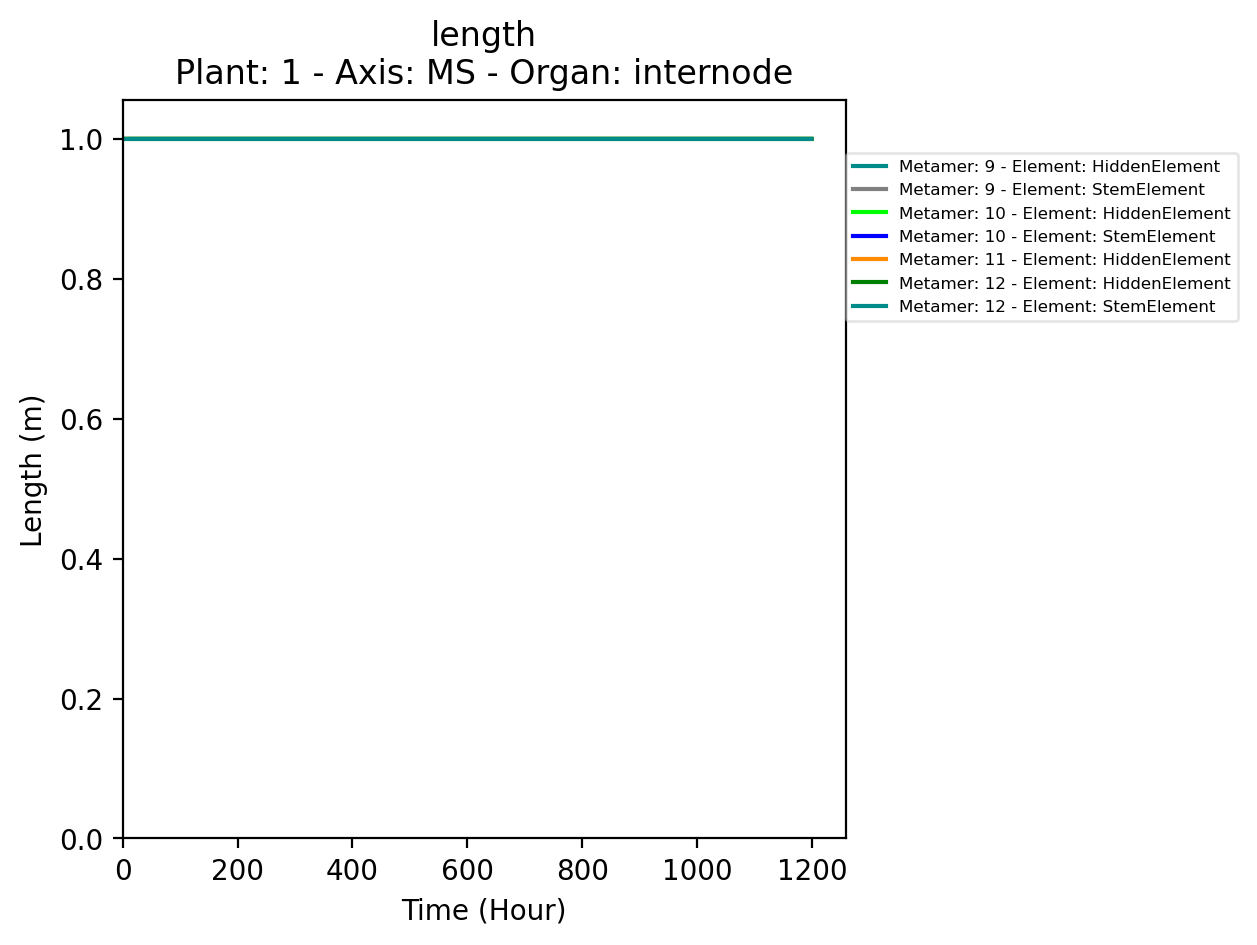 length
Plant: 1 - Axis: MS - Organ: internode
1.0
0.8
0.6
0.4
0.2
0.0
Length (m)
0 200 400 600 800 1000 1200
Time (Hour)
Metamer: 9 - Element: HiddenElement
Metamer: 9 - Element: StemElement
Metamer: 10 - Element: HiddenElement
Metamer: 10 - Element: StemElement
Metamer: 11 - Element: HiddenElement
Metamer: 12 - Element: HiddenElement
Metamer: 12 - Element: StemElement